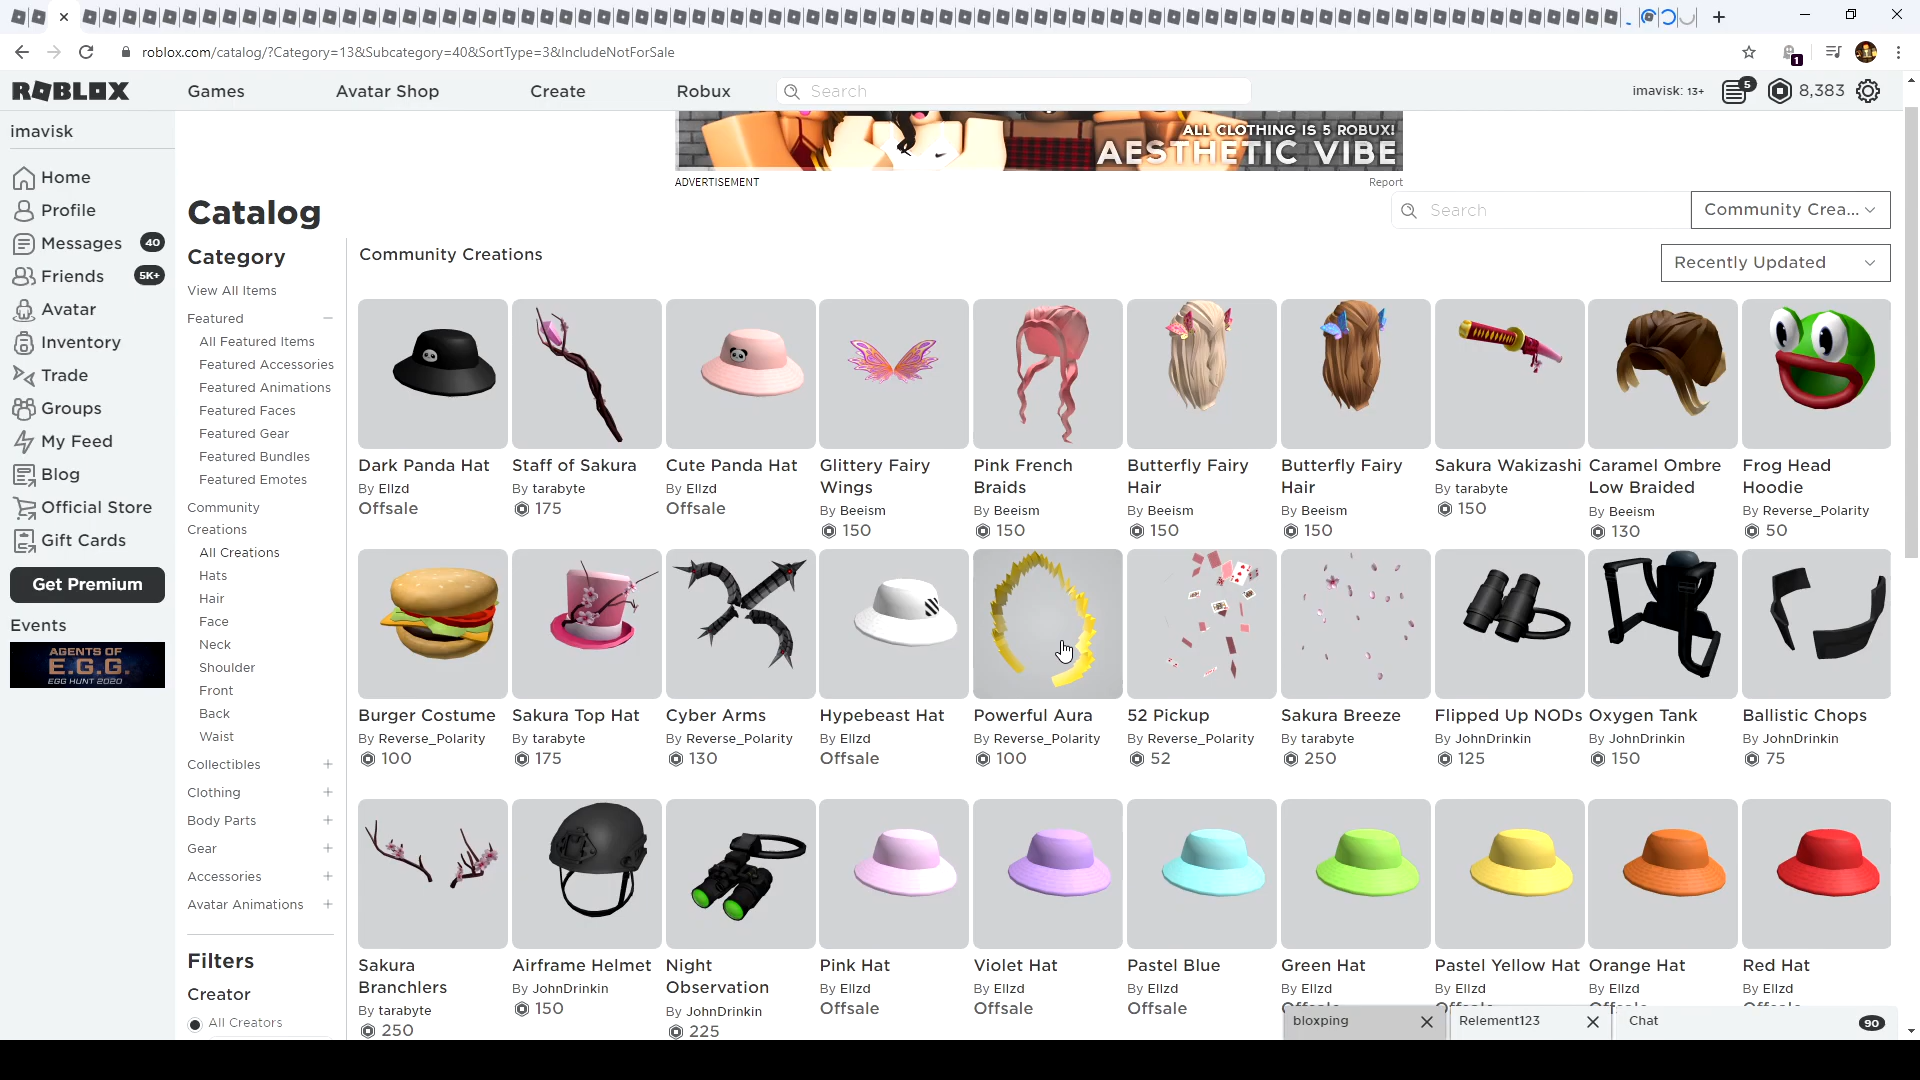 roblox.com/catalog/?Category=13&Subcategory=40&SortType=3&IncludeNotForSale
1
ROBLOX
Games
Avatar Shop
Create
Robux
Search
imavisk: 13+
5
8,383
imavisk
Home
Profile
Messages 40
Friends 5K+
Avatar
Inventory
Trade
Groups
My Feed
Blog
Official Store
Gift Cards
Get Premium
Events
AGENTS OF
E.G.G.
EGG HUNT 2020
ALL CLOTHING IS 5 ROBUX!
AESTHETIC VIBE
ADVERTISEMENT
Report
Catalog
Search
Community Crea...
Category
View All Items
Featured
All Featured Items
Featured Accessories
Featured Animations
Featured Faces
Featured Gear
Featured Bundles
Featured Emotes
Community
Creations
All Creations
Hats
Hair
Face
Neck
Shoulder
Front
Back
Waist
Collectibles
Clothing
Body Parts
Gear
Accessories
Avatar Animations
Filters
Creator
All Creators
Community Creations
Recently Updated
Dark Panda Hat
By Ellzd
Offsale
Staff of Sakura
By tarabyte
175
Cute Panda Hat
By Ellzd
Offsale
Glittery Fairy
Wings
By Beeism
150
Pink French
Braids
By Beeism
150
Butterfly Fairy
Hair
By Beeism
150
Butterfly Fairy
Hair
By Beeism
150
Sakura Wakizashi
By tarabyte
150
Caramel Ombre
Low Braided
By Beeism
130
Frog Head
Hoodie
By Reverse_Polarity
50
Burger Costume
By Reverse_Polarity
100
Sakura Top Hat
By tarabyte
175
Cyber Arms
By Reverse_Polarity
130
Hypebeast Hat
By Ellzd
Offsale
Powerful Aura
By Reverse_Polarity
100
52 Pickup
By Reverse_Polarity
52
Sakura Breeze
By tarabyte
250
Flipped Up NODs
By JohnDrinkin
125
Oxygen Tank
By JohnDrinkin
150
Ballistic Chops
By JohnDrinkin
75
Sakura
Branchlers
By tarabyte
250
Airframe Helmet
By JohnDrinkin
150
Night
Observation
By JohnDrinkin
225
Pink Hat
By Ellzd
Offsale
Violet Hat
By Ellzd
Offsale
Pastel Blue
By Ellzd
Offsale
Green Hat
By Ellzd
Offsale
Pastel Yellow Hat
By Ellzd
Offsale
Orange Hat
By Ellzd
Offsale
Red Hat
By Ellzd
Offsale
bloxping
Relement123
Chat
90